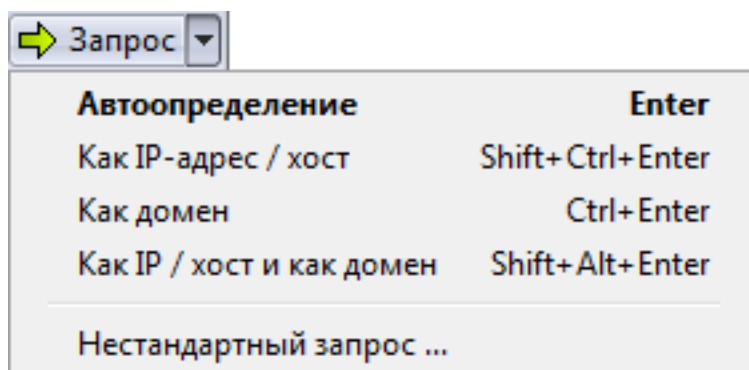 Запрос
Автоопределение Enter
Как IP-адрес / хост Shift+Ctrl+Enter
Как домен Ctrl+Enter
Как IP / хост и как домен Shift+Alt+Enter
Нестандартный запрос ...